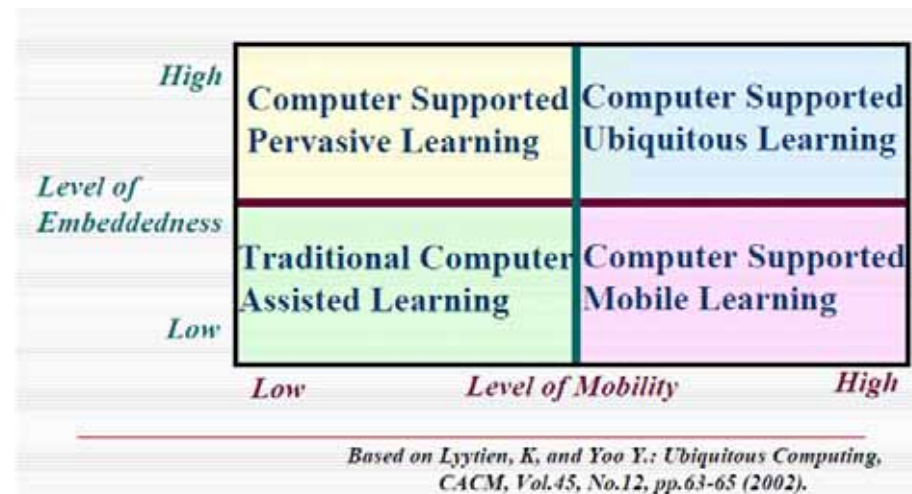 High
Computer Supported
Pervasive Learning
Computer Supported
Ubiquitous Learning
Level of
Embeddedness
Traditional Computer
Assisted Learning
Computer Supported
Mobile Learning
Low
Low
Level of Mobility
High
Based on Lyytien, K, and Yoo Y.: Ubiquitous Computing,
CACM, Vol.45, No.12, pp.63-65 (2002).